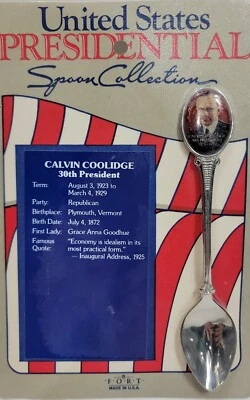 United States
PRESIDENTIAL
Spoon Collection
CALVIN COOLIDGE
30th President
Term: August 3, 1923 to
March 4, 1929
Party: Republican
Birthplace: Plymouth, Vermont
Birth Date: July 4, 1872
First Lady: Grace Anna Goodhue
Famous "Economy is idealism in its
Quote: most practical form."
— Inaugural Address, 1925
FORT
MADE IN U.S.A.